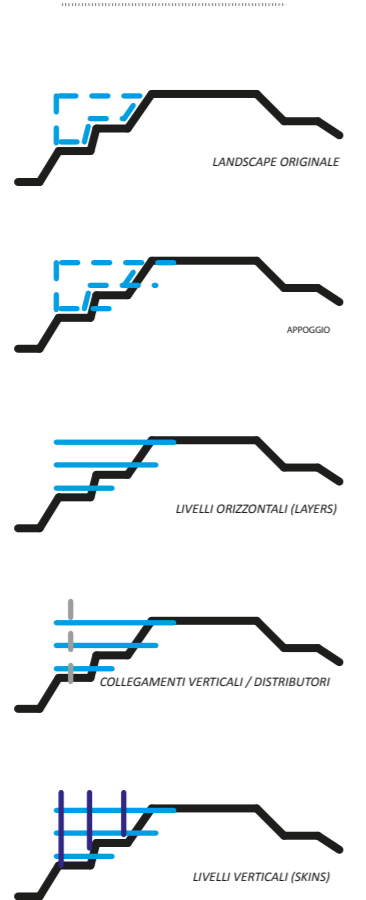 LANDSCAPE ORIGINALE
APPOGGIO
LIVELLI ORIZZONTALI (LAYERS)
COLLEGAMENTI VERTICALI / DISTRIBUTORI
LIVELLI VERTICALI (SKINS)